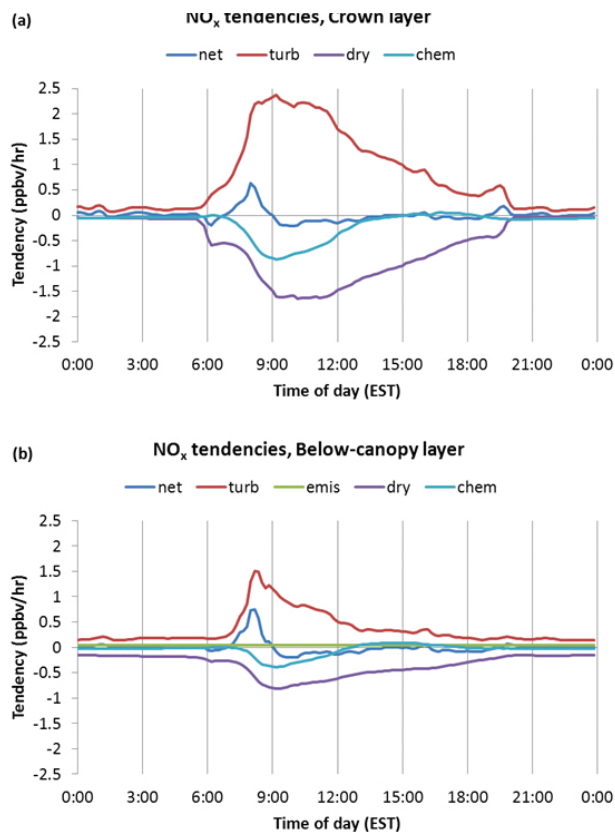 (a)
NOx tendencies, Crown layer
net turb dry chem
2.5
2
1.5
1
0.5
0
-0.5
-1
-1.5
-2
-2.5
Tendency (ppbv/hr)
0:00 3:00 6:00 9:00 12:00 15:00 18:00 21:00 0:00
Time of day (EST)
(b)
NOx tendencies, Below-canopy layer
net turb emis dry chem
2.5
2
1.5
1
0.5
0
-0.5
-1
-1.5
-2
-2.5
Tendency (ppbv/hr)
0:00 3:00 6:00 9:00 12:00 15:00 18:00 21:00 0:00
Time of day (EST)